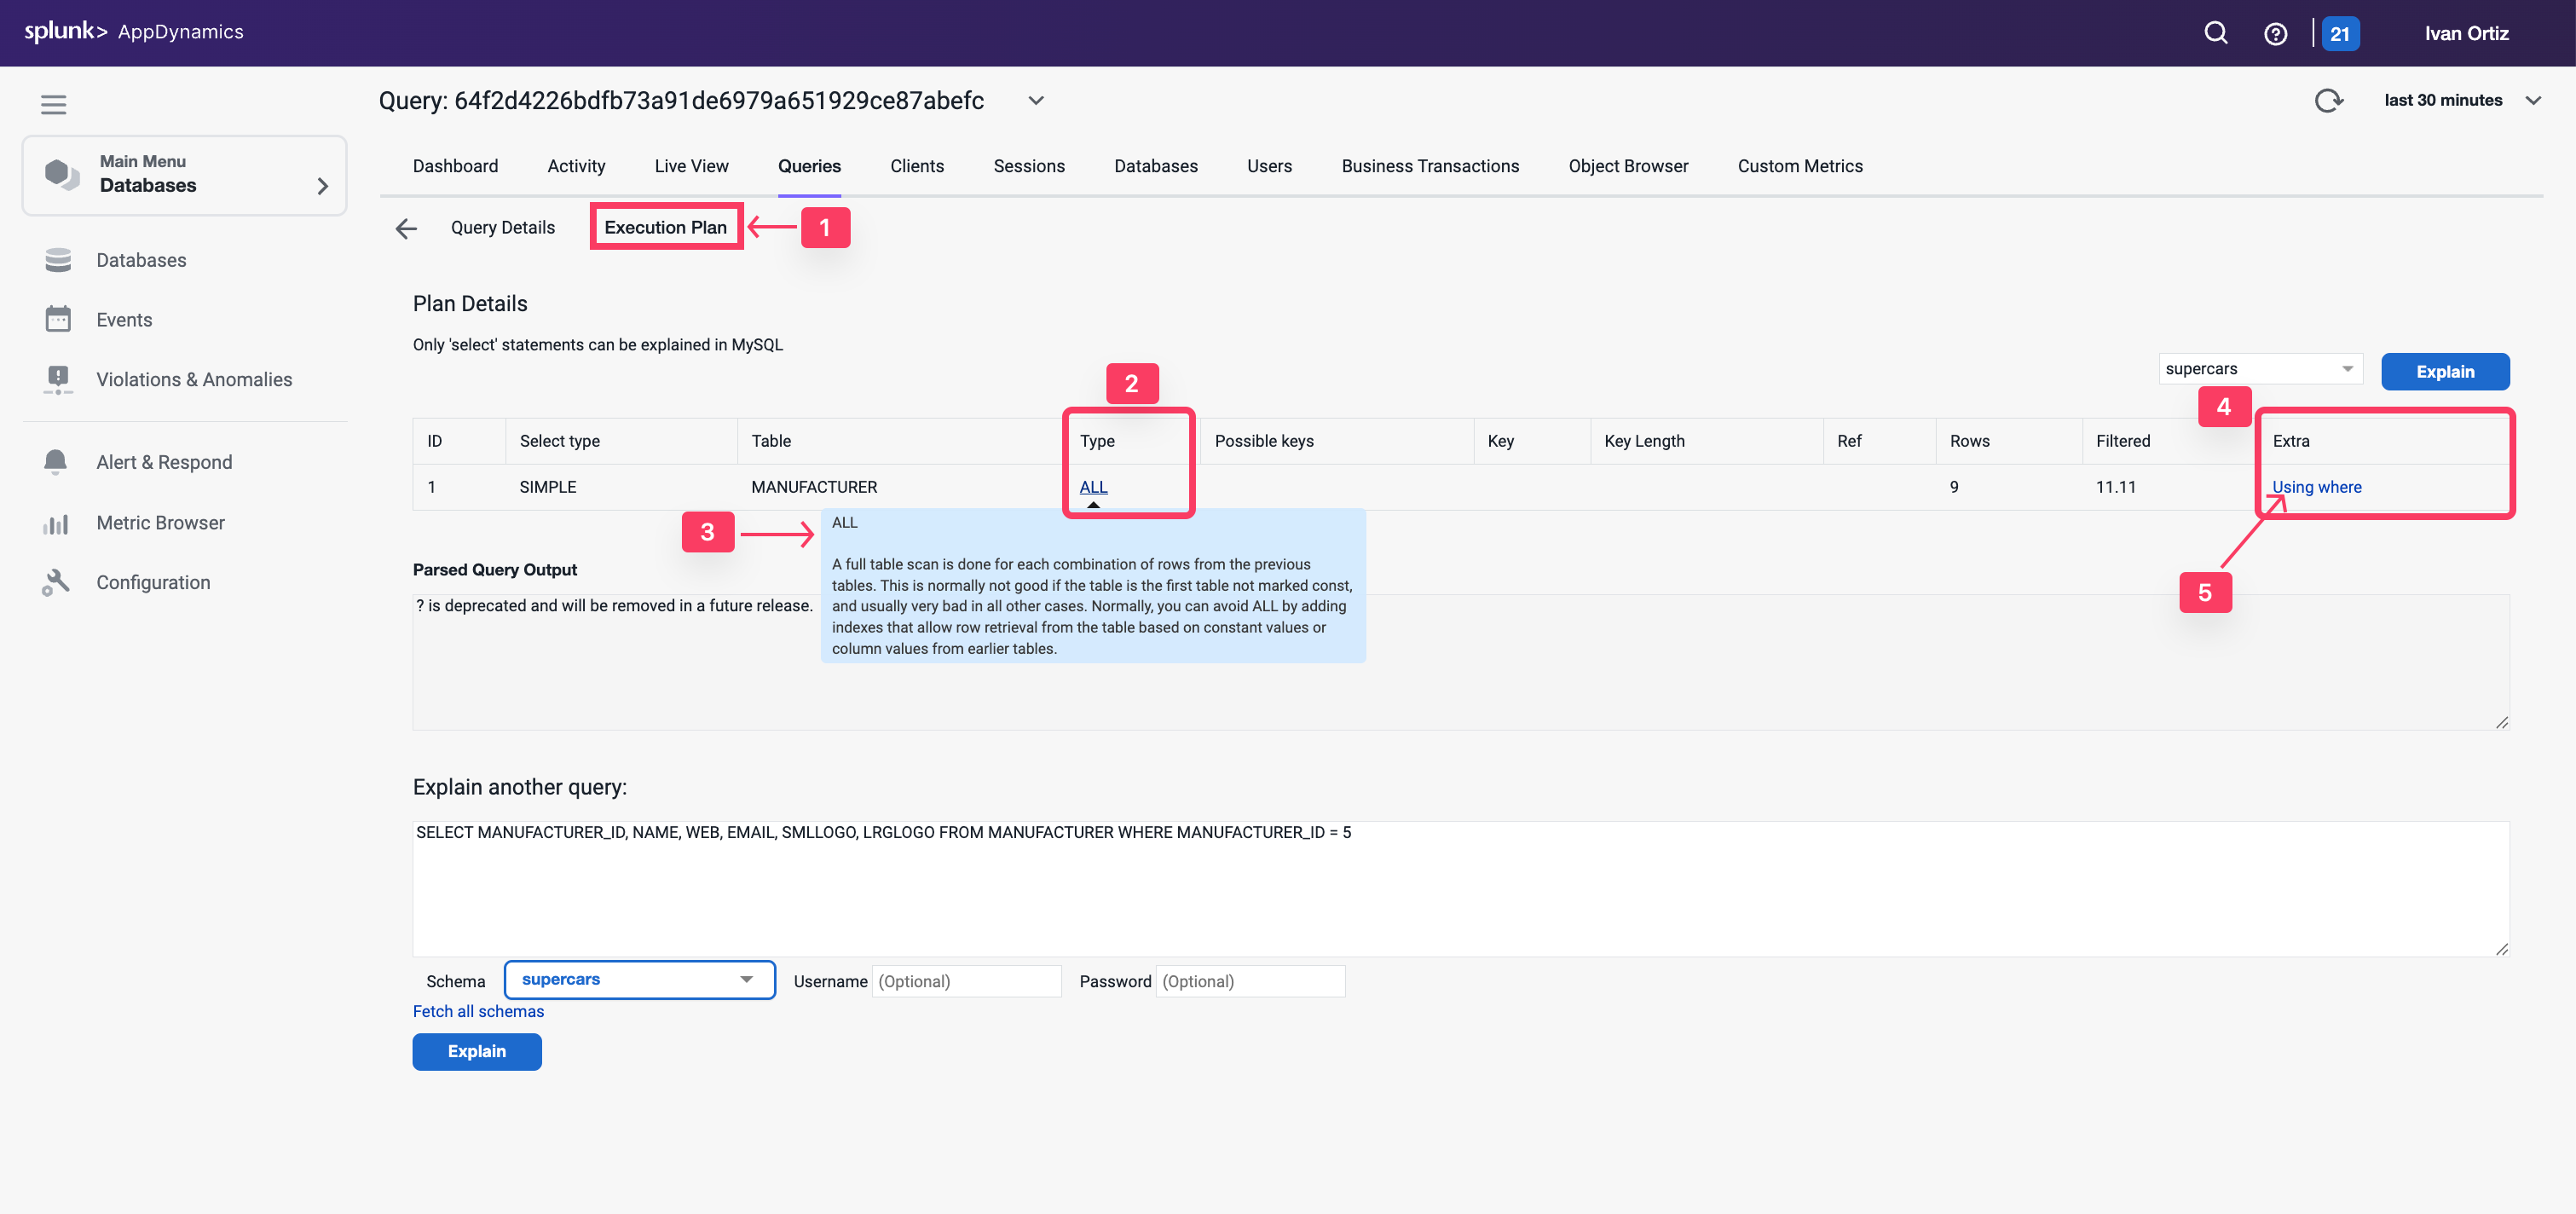 splunk> AppDynamics
21
Ivan Ortiz
Query: 64f2d4226bdfb73a91de6979a651929ce87abefc
last 30 minutes
Main Menu
Databases
Databases
Events
Violations & Anomalies
Alert & Respond
Metric Browser
Configuration
Dashboard Activity Live View Queries Clients Sessions Databases Users Business Transactions Object Browser Custom Metrics
Query Details Execution Plan 1
Plan Details
Only 'select' statements can be explained in MySQL
supercars Explain
2
4
ID Select type Table Type Possible keys Key Key Length Ref Rows Filtered Extra
1 SIMPLE MANUFACTURER ALL 9 11.11 Using where
3
5
ALL
A full table scan is done for each combination of rows from the previous
tables. This is normally not good if the table is the first table not marked const,
and usually very bad in all other cases. Normally, you can avoid ALL by adding
indexes that allow row retrieval from the table based on constant values or
column values from earlier tables.
Parsed Query Output
? is deprecated and will be removed in a future release.
Explain another query:
SELECT MANUFACTURER_ID, NAME, WEB, EMAIL, SMLLOGO, LRGLOGO FROM MANUFACTURER WHERE MANUFACTURER_ID = 5
Schema supercars Username (Optional) Password (Optional)
Fetch all schemas
Explain